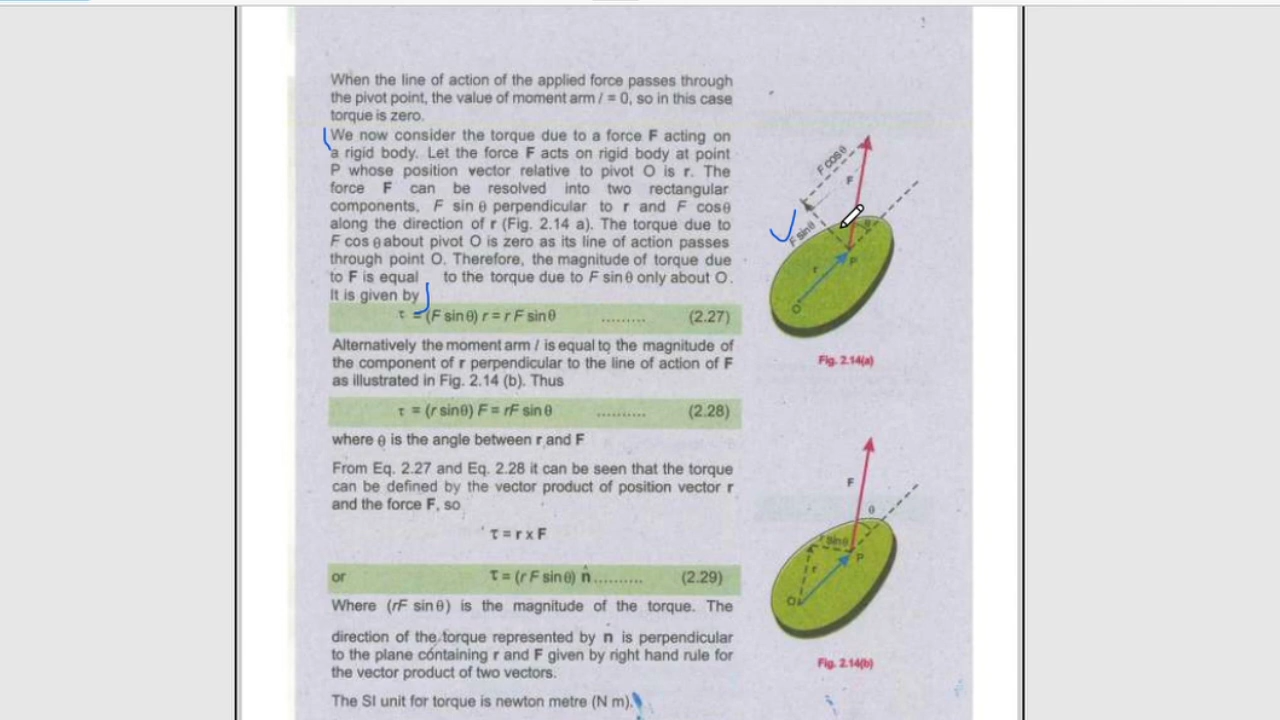 When the line of action of the applied force passes through
the pivot point, the value of moment arm l = 0, so in this case
torque is zero.
We now consider the torque due to a force F acting on
a rigid body. Let the force F acts on rigid body at point
P whose position vector relative to pivot O is r. The
force F can be resolved into two rectangular
components, F sin θ perpendicular to r and F cosθ
along the direction of r (Fig. 2.14 a). The torque due to
F cos θ about pivot O is zero as its line of action passes
through point O. Therefore, the magnitude of torque due
to F is equal to the torque due to F sin θ only about O.
It is given by
τ = (F sin θ) r = r F sin θ ......... (2.27)
Alternatively the moment arm l is equal to the magnitude of
the component of r perpendicular to the line of action of F
as illustrated in Fig. 2.14 (b). Thus
τ = (r sin θ) F = rF sin θ .......... (2.28)
where θ is the angle between r and F
From Eq. 2.27 and Eq. 2.28 it can be seen that the torque
can be defined by the vector product of position vector r
and the force F, so
τ = r x F
or τ = (r F sin θ) n̂ .......... (2.29)
Where (rF sin θ) is the magnitude of the torque. The
direction of the torque represented by n is perpendicular
to the plane containing r and F given by right hand rule for
the vector product of two vectors.
The SI unit for torque is newton metre (N m).
F cosθ
F
F sinθ
θ
P
r
O
Fig. 2.14(a)
F
θ
r sinθ
P
r
O
Fig. 2.14(b)